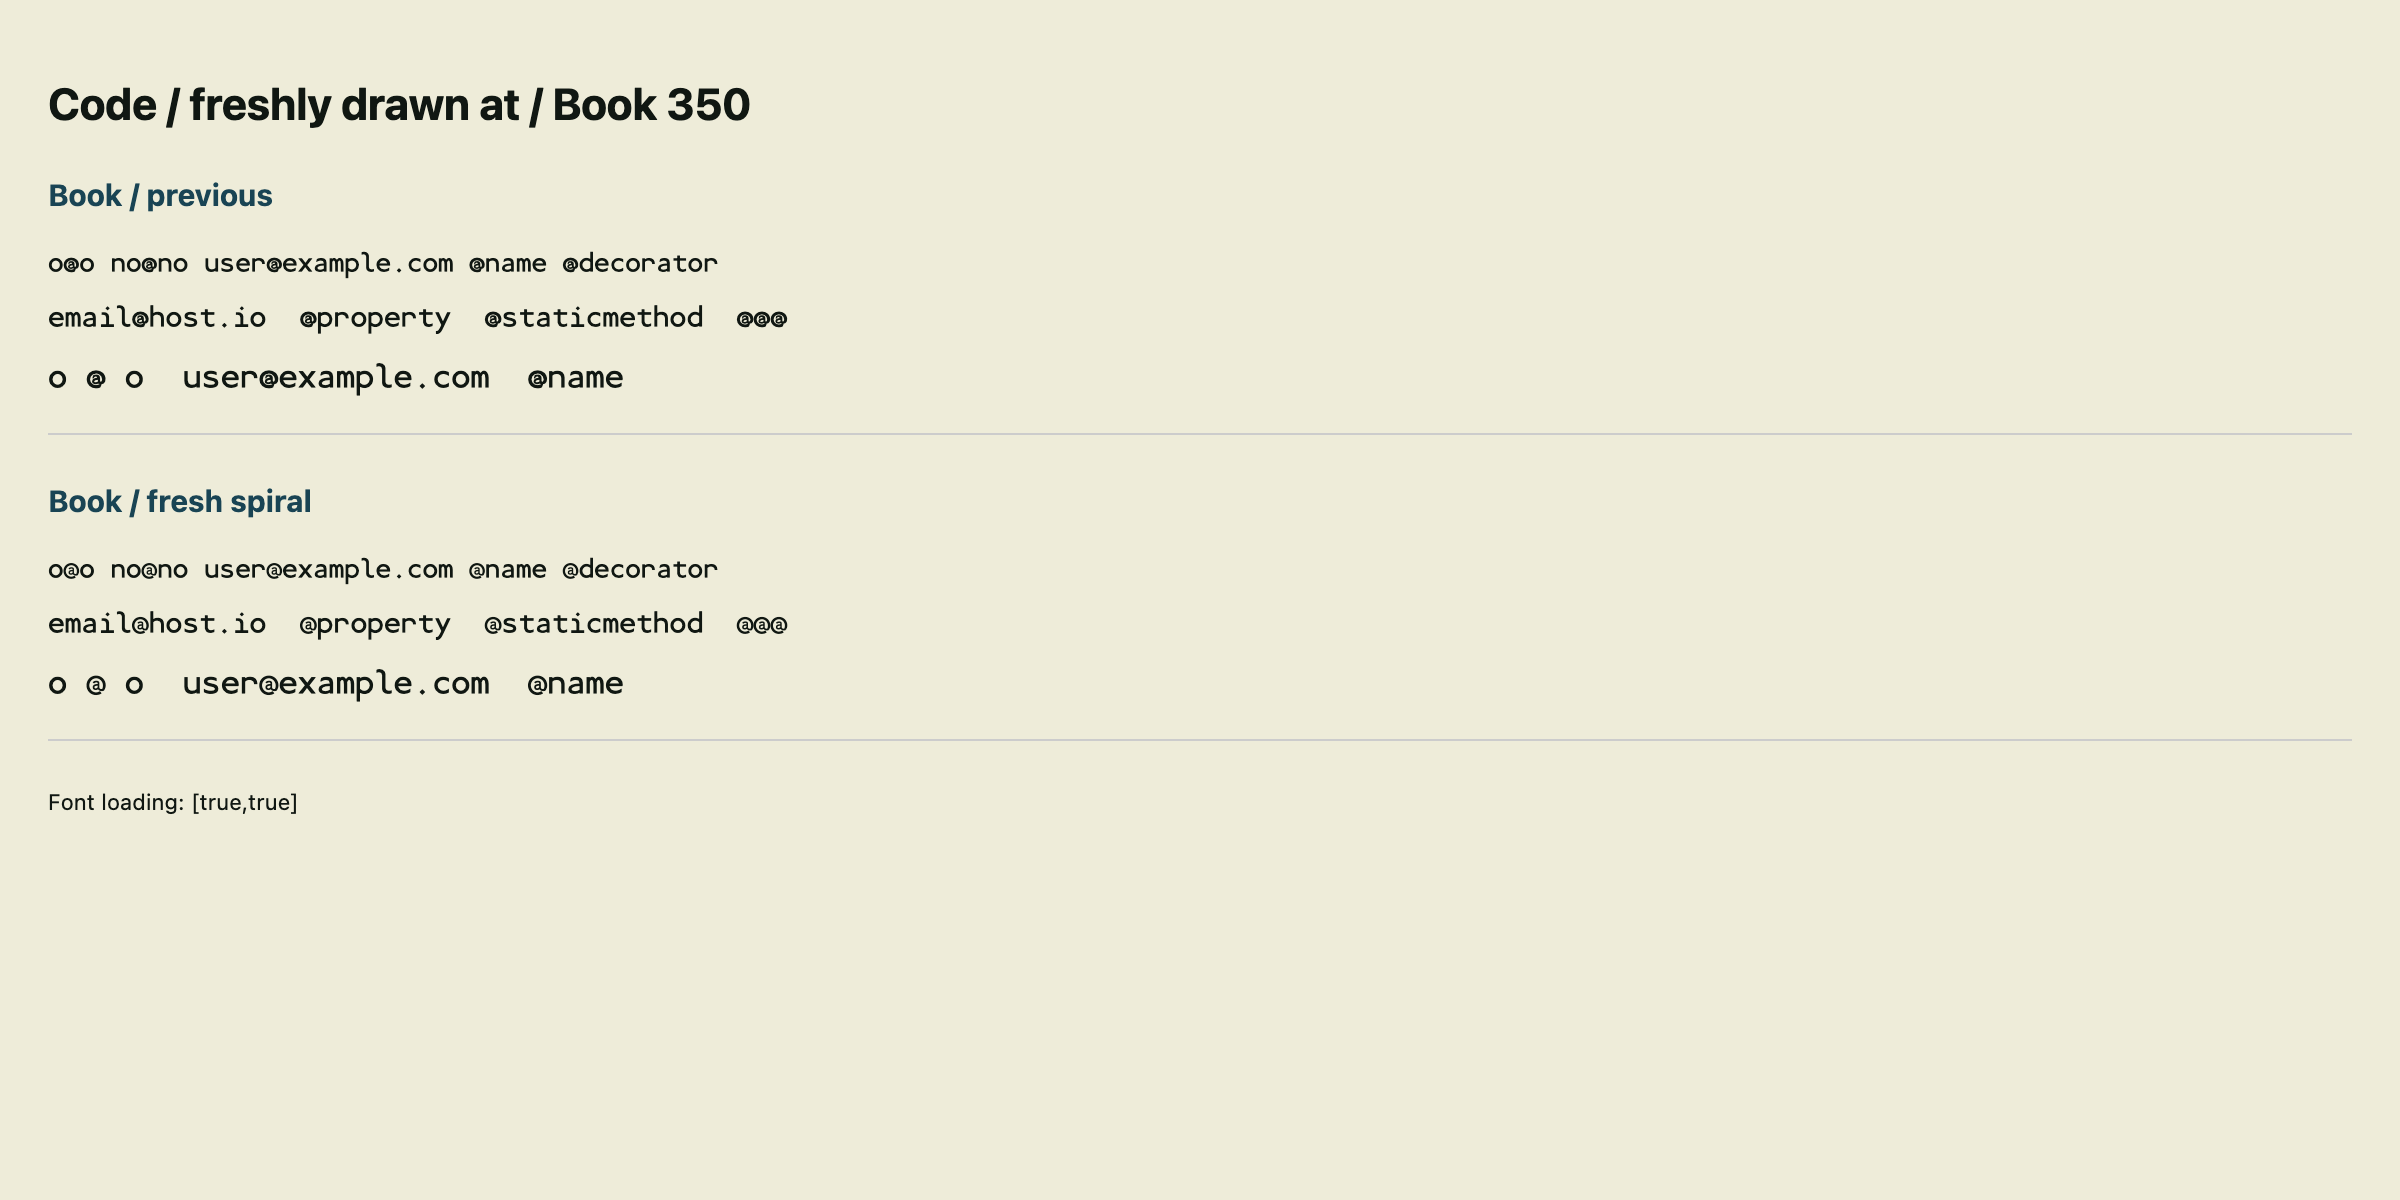 Code / freshly drawn at / Book 350
Book / previous
o@o no@no user@example.com @name @decorator
email@host.io  @property  @staticmethod  @@@
o @ o  user@example.com  @name
Book / fresh spiral
o@o no@no user@example.com @name @decorator
email@host.io  @property  @staticmethod  @@@
o @ o  user@example.com  @name
Font loading: [true,true]